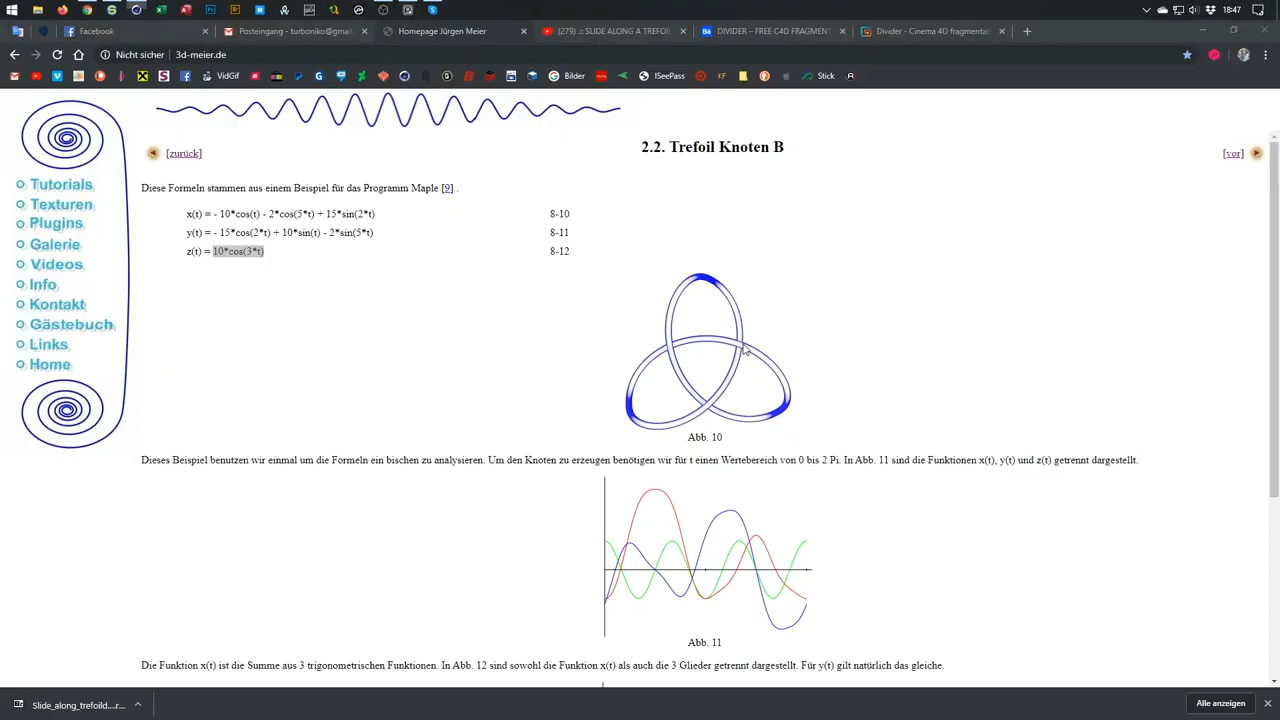 18:47
Facebook
Posteingang - turboniko@gmai
Homepage Jürgen Meier
(279) .:: SLIDE ALONG A TREFOIL
DIVIDER – FREE C4D FRAGMENT
Divider - Cinema 4D fragmentati
Nicht sicher
3d-meier.de
VidGif
Bilder
ISeePass
KF
Stick
[zurück]
2.2. Trefoil Knoten B
[vor]
Tutorials
Texturen
Plugins
Galerie
Videos
Info
Kontakt
Gästebuch
Links
Home
Diese Formeln stammen aus einem Beispiel für das Programm Maple [9] .
x(t) = - 10*cos(t) - 2*cos(5*t) + 15*sin(2*t) 8-10
y(t) = - 15*cos(2*t) + 10*sin(t) - 2*sin(5*t) 8-11
z(t) = 10*cos(3*t) 8-12
Abb. 10
Dieses Beispiel benutzen wir einmal um die Formeln ein bischen zu analysieren. Um den Knoten zu erzeugen benötigen wir für t einen Wertebereich von 0 bis 2 Pi. In Abb. 11 sind die Funktionen x(t), y(t) und z(t) getrennt dargestellt.
Abb. 11
Die Funktion x(t) ist die Summe aus 3 trigonometrischen Funktionen. In Abb. 12 sind sowohl die Funktion x(t) als auch die 3 Glieder getrennt dargestellt. Für y(t) gilt natürlich das gleiche.
Slide_along_trefoild....r...
Alle anzeigen